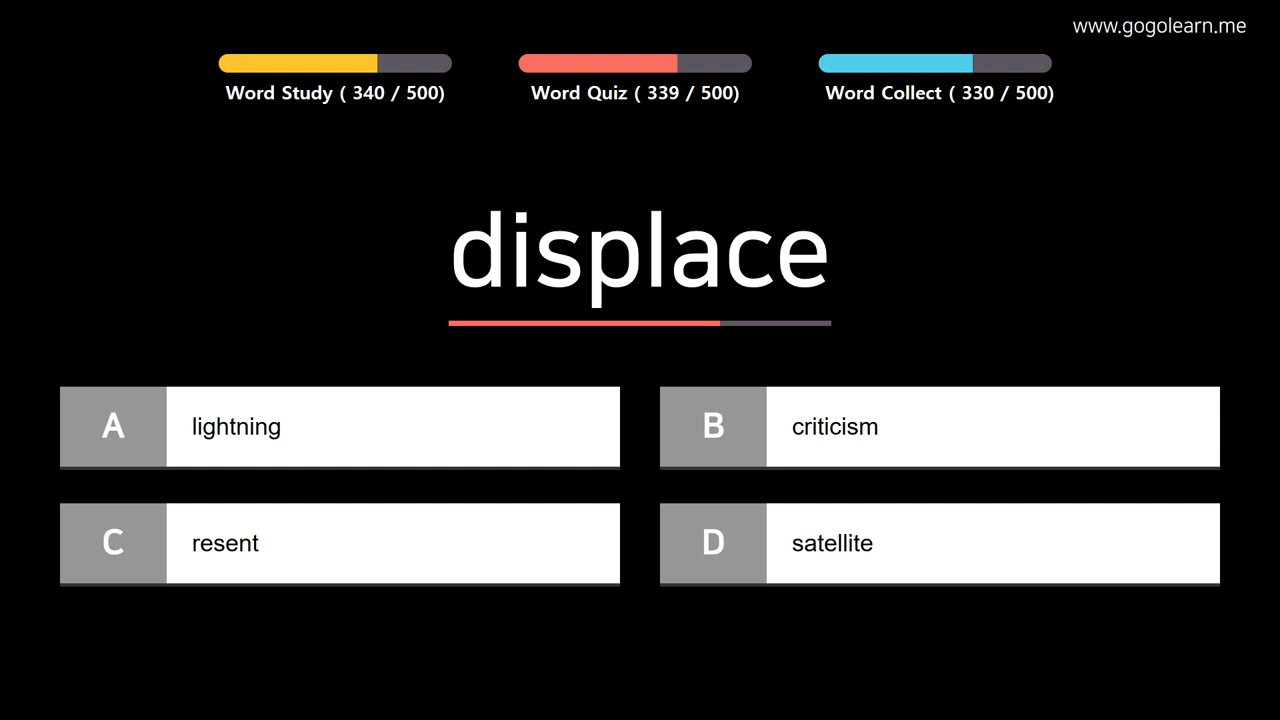 www.gogolearn.me
Word Study ( 340 / 500)
Word Quiz ( 339 / 500)
Word Collect ( 330 / 500)
displace
A lightning
B criticism
C resent
D satellite